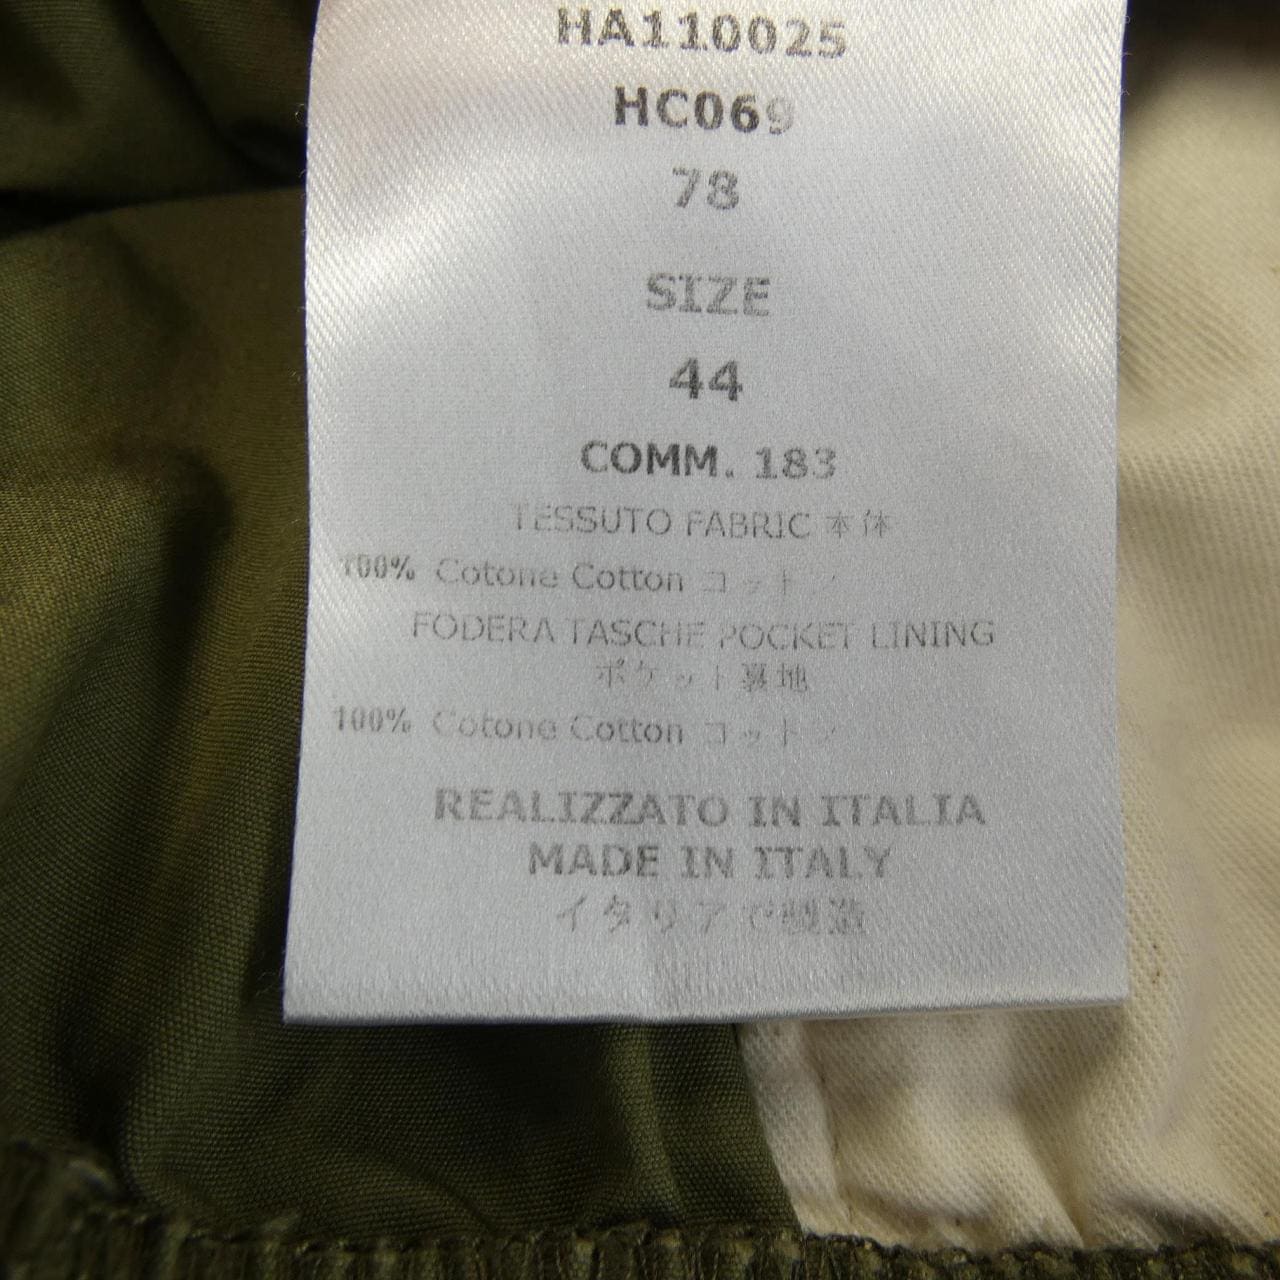 HA110025
HC069
78
SIZE
44
COMM. 183
TESSUTO FABRIC 本体
100% Cotone Cotton コットン
FODERA TASCHE POCKET LINING
ポケット裏地
100% Cotone Cotton コットン
REALIZZATO IN ITALIA
MADE IN ITALY
イタリアで製造